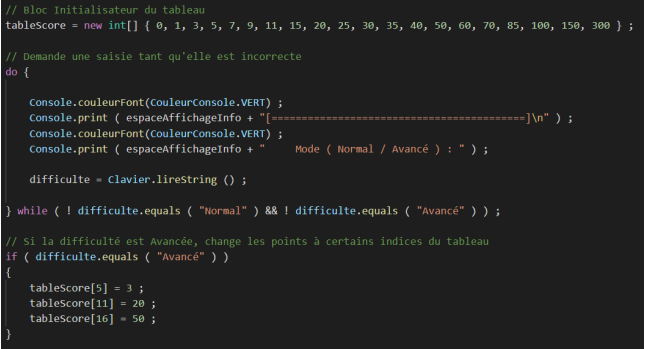 // Bloc Initialisateur du tableau
tableScore = new int[] { 0, 1, 3, 5, 7, 9, 11, 15, 20, 25, 30, 35, 40, 50, 60, 70, 85, 100, 150, 300 } ;
// Demande une saisie tant qu'elle est incorrecte
do {
Console.couleurFont(CouleurConsole.VERT) ;
Console.print ( espaceAffichageInfo + "[==========================================]\n" ) ;
Console.couleurFont(CouleurConsole.VERT) ;
Console.print ( espaceAffichageInfo + "     Mode ( Normal / Avancé ) : " ) ;
difficulte = Clavier.lireString () ;
} while ( ! difficulte.equals ( "Normal" ) && ! difficulte.equals ( "Avancé" ) ) ;
// Si la difficulté est Avancée, change les points à certains indices du tableau
if ( difficulte.equals ( "Avancé" ) )
{
tableScore[5] = 3 ;
tableScore[11] = 20 ;
tableScore[16] = 50 ;
}